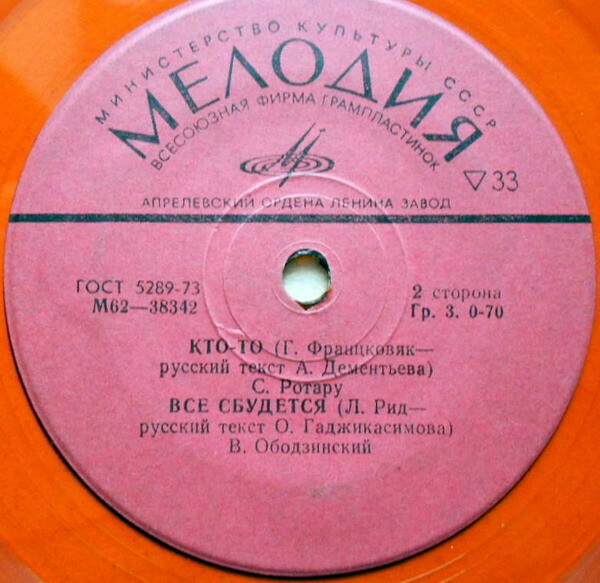 МИНИСТЕРСТВО КУЛЬТУРЫ СССР
МЕЛОДИЯ
ВСЕСОЮЗНАЯ ФИРМА ГРАМПЛАСТИНОК
▽33
АПРЕЛЕВСКИЙ ОРДЕНА ЛЕНИНА ЗАВОД
ГОСТ 5289-73
М62—38342
2 сторона
Гр. 3. 0-70
КТО-ТО (Г. Францковяк—
русский текст А. Дементьева)
С. Ротару
ВСЕ СБУДЕТСЯ (Л. Рид—
русский текст О. Гаджикасимова)
В. Ободзинский